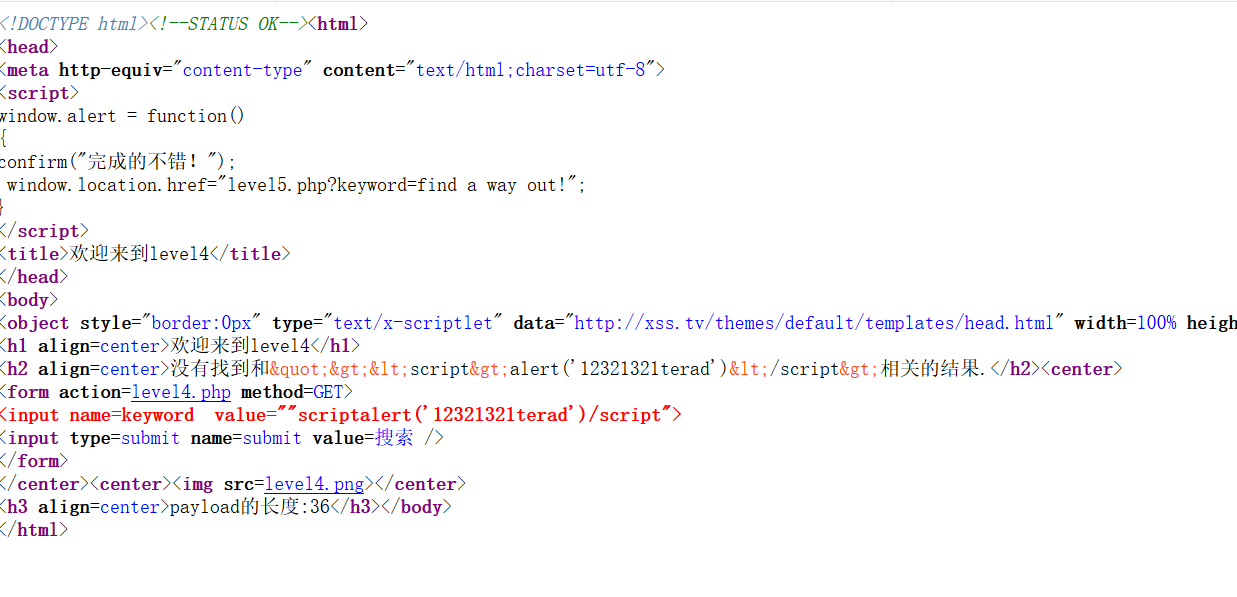 <!DOCTYPE html><!--STATUS OK--><html>
<head>
<meta http-equiv="content-type" content="text/html;charset=utf-8">
<script>
window.alert = function()
{
confirm("完成的不错！");
 window.location.href="level5.php?keyword=find a way out!";
}
</script>
<title>欢迎来到level4</title>
</head>
<body>
<object style="border:0px" type="text/x-scriptlet" data="http://xss.tv/themes/default/templates/head.html" width=100% heigh
<h1 align=center>欢迎来到level4</h1>
<h2 align=center>没有找到和&quot;&gt;&lt;script&gt;alert('12321321terad')&lt;/script&gt;相关的结果.</h2><center>
<form action=level4.php method=GET>
<input name=keyword  value=""scriptalert('12321321terad')/script">
<input type=submit name=submit value=搜索 />
</form>
</center><center><img src=level4.png></center>
<h3 align=center>payload的长度:36</h3></body>
</html>